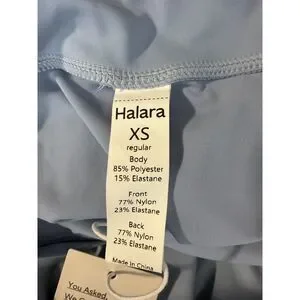 Halara
XS
regular
Body
85% Polyester
15% Elastane
Front
77% Nylon
23% Elastane
Back
77% Nylon
23% Elastane
Made in China
You Asked,
We